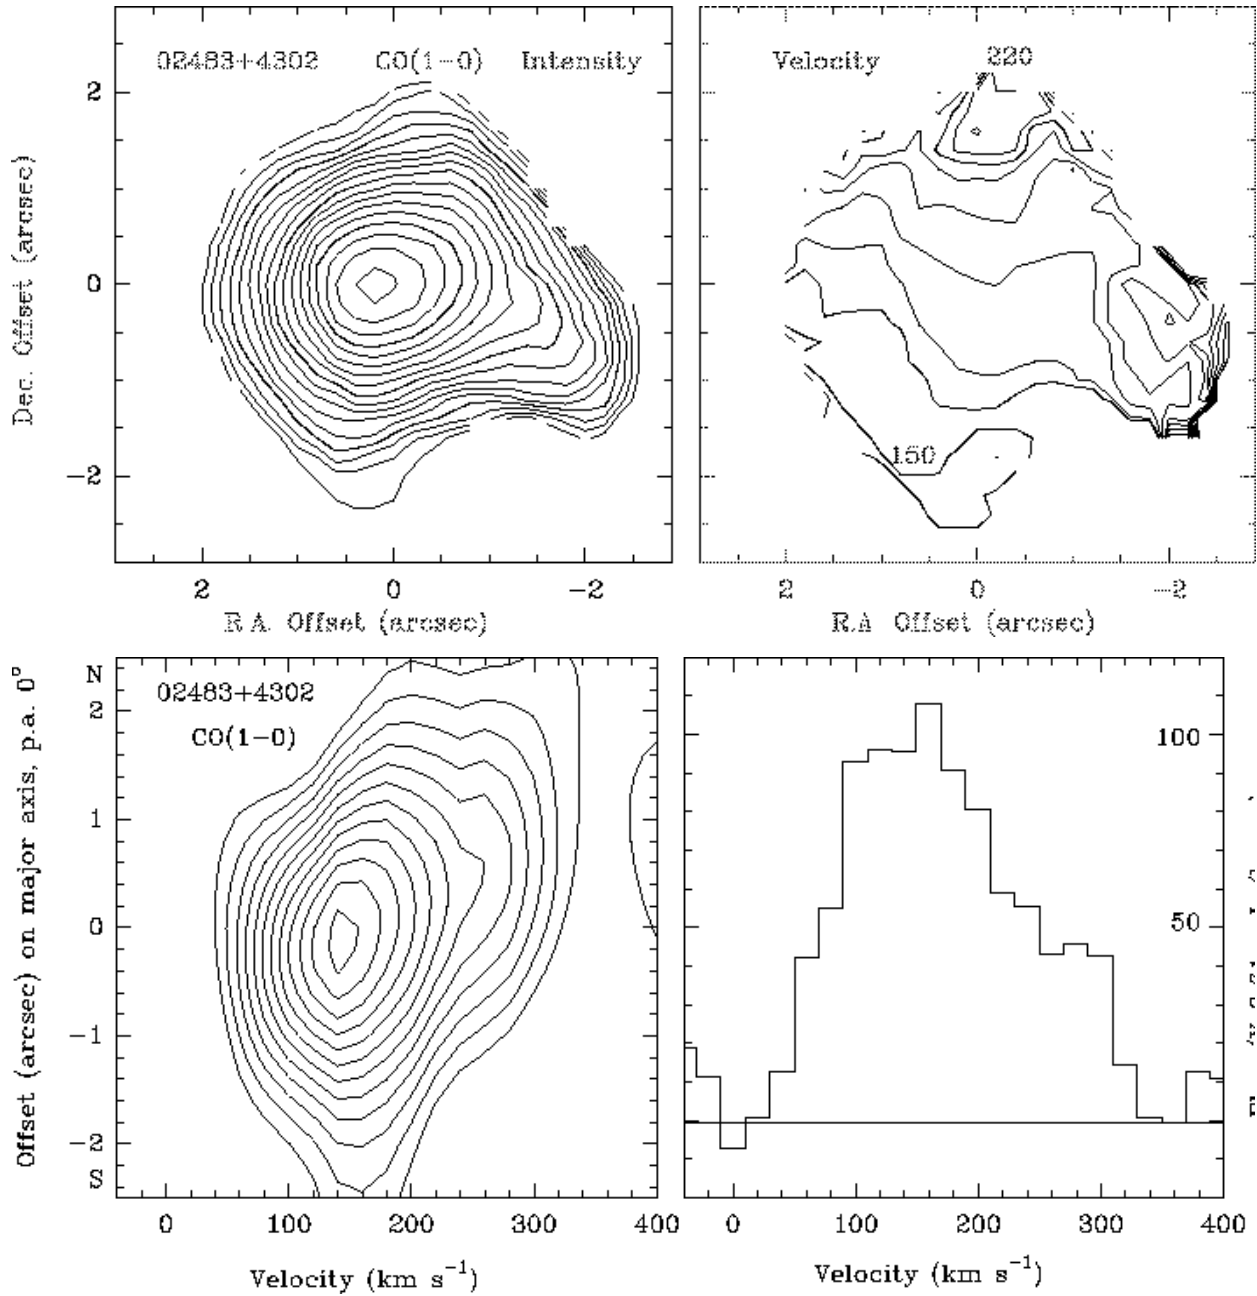 02483+4302 CO(1−0) Intensity
Velocity 220
2
1
0
−2
Dec. Offset (arcsec)
150
2 0 −2
2 0 −2
R.A. Offset (arcsec)
R.A. Offset (arcsec)
N
02483+4302
CO(1−0)
2
1
0
−1
−2
S
Offset (arcsec) on major axis, p.a. 0°
100
50
0 100 200 300 400
0 100 200 300 400
Velocity (km s⁻¹)
Velocity (km s⁻¹)